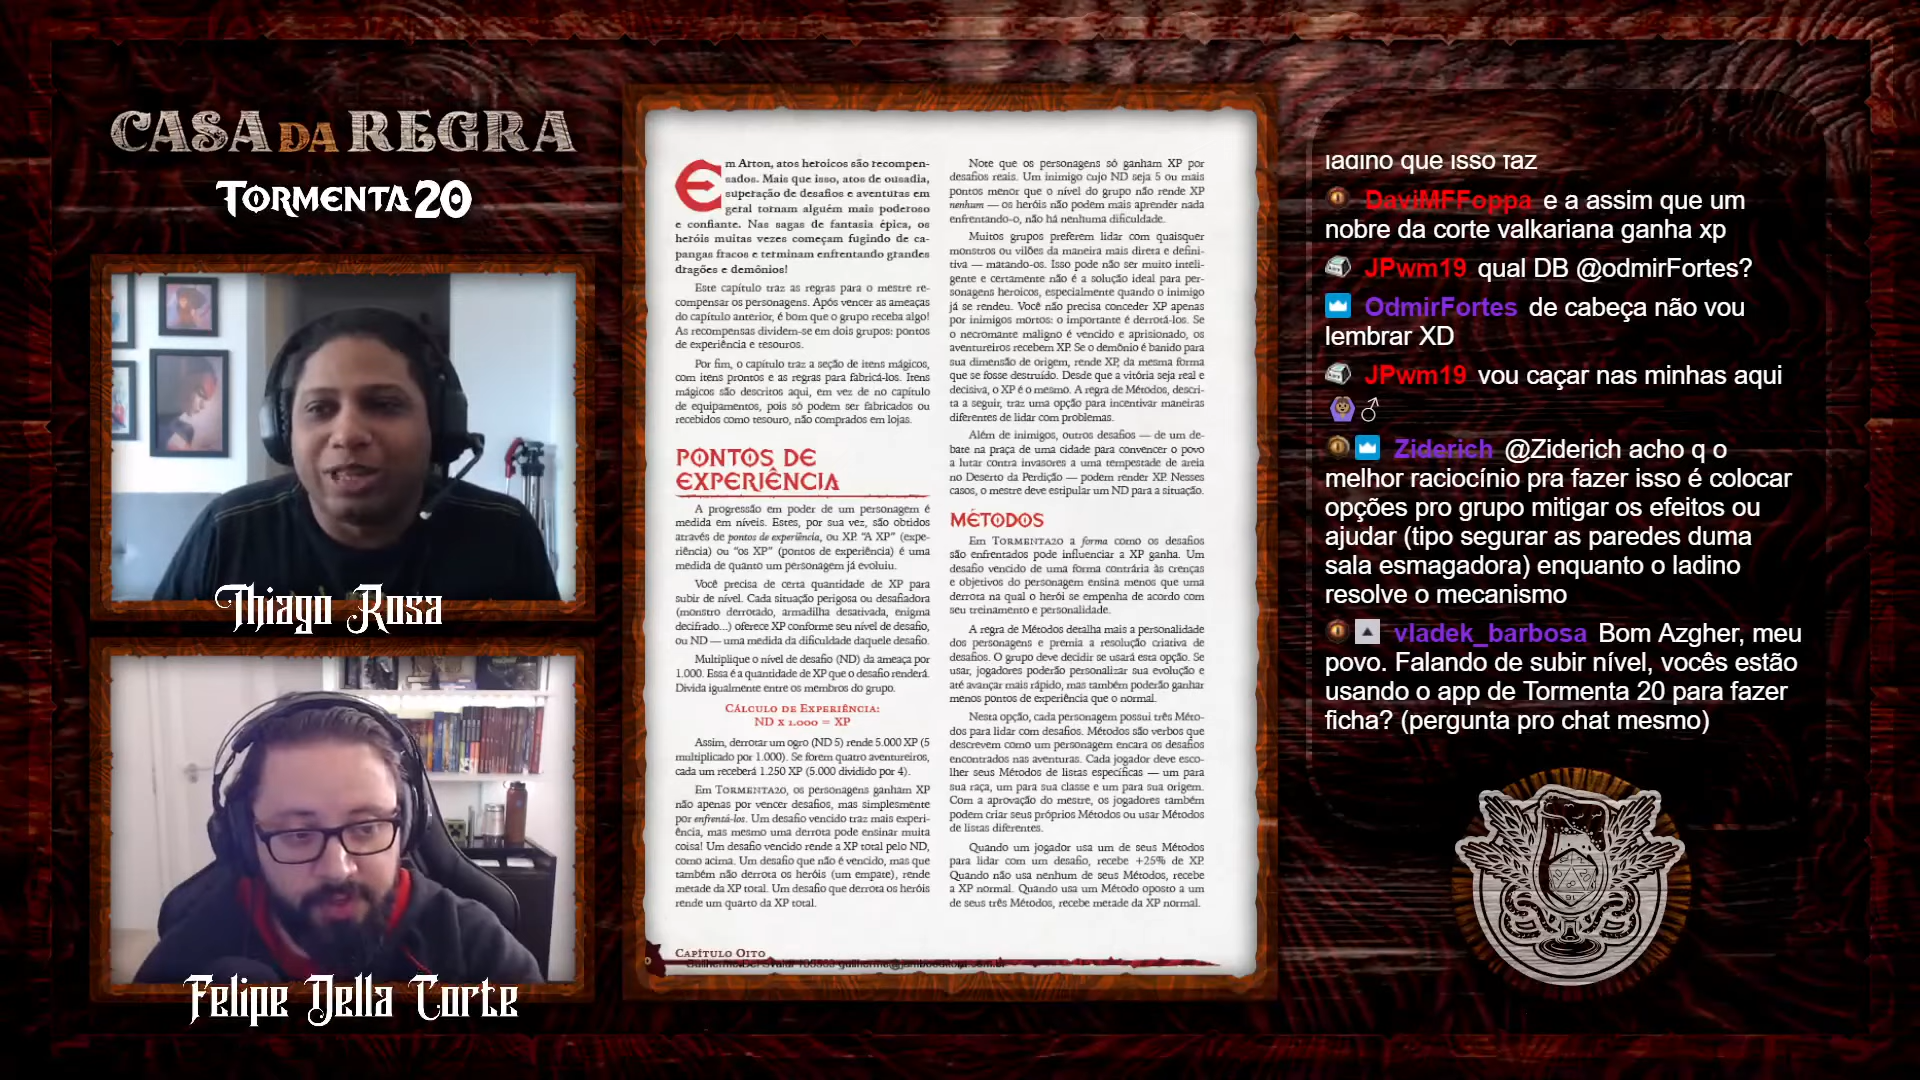 CASA DA REGRA
TORMENTA20
Thiago Rosa
Felipe Della Corte
Em Arton, atos heroicos são recompen-
sados. Mais que isso, atos de ousadia,
superação de desafios e aventuras em
geral tornam alguém mais poderoso
e confiante. Nas sagas de fantasia épica, os
heróis muitas vezes começam fugindo de ca-
pangas fracos e terminam enfrentando grandes
dragões e demônios!
Este capítulo traz as regras para o mestre re-
compensar os personagens. Após vencer as ameaças
do capítulo anterior, é bom que o grupo receba algo!
As recompensas dividem-se em dois grupos: pontos
de experiência e tesouros.
Por fim, o capítulo traz a seção de itens mágicos,
com itens prontos e as regras para fabricá-los. Itens
mágicos são descritos aqui, em vez de no capítulo
de equipamentos, pois só podem ser fabricados ou
recebidos como tesouro, não comprados em lojas.
PONTOS DE
EXPERIÊNCIA
A progressão em poder de um personagem é
medida em níveis. Estes, por sua vez, são obtidos
através de pontos de experiência, ou XP. "A XP" (expe-
riência) ou "os XP" (pontos de experiência) é uma
medida de quanto um personagem já evoluiu.
Você precisa de certa quantidade de XP para
subir de nível. Cada situação perigosa ou desafiadora
(monstro derrotado, armadilha desativada, enigma
decifrado...) oferece XP conforme seu nível de desafio,
ou ND — uma medida da dificuldade daquele desafio.
Multiplique o nível de desafio (ND) da ameaça por
1.000. Essa é a quantidade de XP que o desafio renderá.
Divida igualmente entre os membros do grupo.
CÁLCULO DE EXPERIÊNCIA:
ND X 1.000 = XP
Assim, derrotar um ogro (ND 5) rende 5.000 XP (5
multiplicado por 1.000). Se forem quatro aventureiros,
cada um receberá 1.250 XP (5.000 dividido por 4).
Em TORMENTA20, os personagens ganham XP
não apenas por vencer desafios, mas simplesmente
por enfrentá-los. Um desafio vencido traz mais experi-
ência, mas mesmo uma derrota pode ensinar muita
coisa! Um desafio vencido rende a XP total pelo ND,
como acima. Um desafio que não é vencido, mas que
também não derrota os heróis (um empate), rende
metade da XP total. Um desafio que derrota os heróis
rende um quarto da XP total.
CAPÍTULO OITO
Note que os personagens só ganham XP por
desafios reais. Um inimigo cujo ND seja 5 ou mais
pontos menor que o nível do grupo não rende XP
nenhum — os heróis não podem mais aprender nada
enfrentando-o, não há nenhuma dificuldade.
Muitos grupos preferem lidar com quaisquer
monstros ou vilões da maneira mais direta e defini-
tiva — matando-os. Isso pode não ser muito inteli-
gente e certamente não é a solução ideal para per-
sonagens heroicos, especialmente quando o inimigo
já se rendeu. Você não precisa conceder XP apenas
por inimigos mortos: o importante é derrotá-los. Se
o necromante maligno é vencido e aprisionado, os
aventureiros recebem XP. Se o demônio é banido para
sua dimensão de origem, rende XP, da mesma forma
que se fosse destruído. Desde que a vitória seja real e
decisiva, o XP é o mesmo. A regra de Métodos, descri-
ta a seguir, traz uma opção para incentivar maneiras
diferentes de lidar com problemas.
Além de inimigos, outros desafios — de um de-
bate na praça de uma cidade para convencer o povo
a lutar contra invasores a uma tempestade de areia
no Deserto da Perdição — podem render XP. Nesses
casos, o mestre deve estipular um ND para a situação.
MÉTODOS
Em TORMENTA20 a forma como os desafios
são enfrentados pode influenciar a XP ganha. Um
desafio vencido de uma forma contrária às crenças
e objetivos do personagem ensina menos que uma
derrota na qual o herói se empenha de acordo com
seu treinamento e personalidade.
A regra de Métodos detalha mais a personalidade
dos personagens e premia a resolução criativa de
desafios. O grupo deve decidir se usará esta opção. Se
usar, jogadores poderão personalizar sua evolução e
até avançar mais rápido, mas também poderão ganhar
menos pontos de experiência que o normal.
Nesta opção, cada personagem possui três Méto-
dos para lidar com desafios. Métodos são verbos que
descrevem como um personagem encara os desafios
encontrados nas aventuras. Cada jogador deve esco-
lher seus Métodos de listas específicas — um para
sua raça, um para sua classe e um para sua origem.
Com a aprovação do mestre, os jogadores também
podem criar seus próprios Métodos ou usar Métodos
de listas diferentes.
Quando um jogador usa um de seus Métodos
para lidar com um desafio, recebe +25% de XP.
Quando não usa nenhum de seus Métodos, recebe
a XP normal. Quando usa um Método oposto a um
de seus três Métodos, recebe metade da XP normal.
ladino que isso faz
DaviMFFoppa e a assim que um
nobre da corte valkariana ganha xp
JPwm19 qual DB @odmirFortes?
OdmirFortes de cabeça não vou
lembrar XD
JPwm19 vou caçar nas minhas aqui
🙆🏽♂
Ziderich @Ziderich acho q o
melhor raciocínio pra fazer isso é colocar
opções pro grupo mitigar os efeitos ou
ajudar (tipo segurar as paredes duma
sala esmagadora) enquanto o ladino
resolve o mecanismo
vladek_barbosa Bom Azgher, meu
povo. Falando de subir nível, vocês estão
usando o app de Tormenta 20 para fazer
ficha? (pergunta pro chat mesmo)